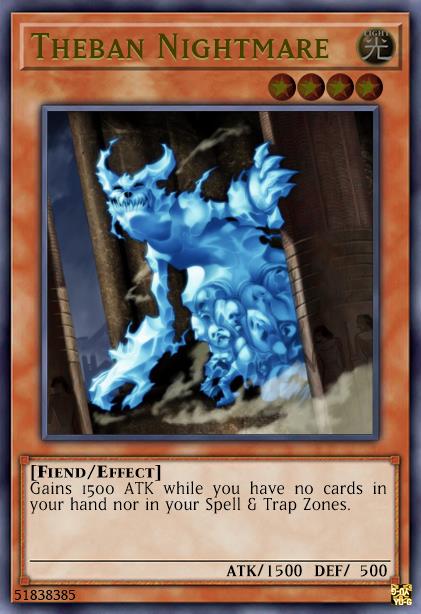 Theban Nightmare
LIGHT
光
[Fiend/Effect]
Gains 1500 ATK while you have no cards in
your hand nor in your Spell & Trap Zones.
ATK/1500 DEF/ 500
51838385